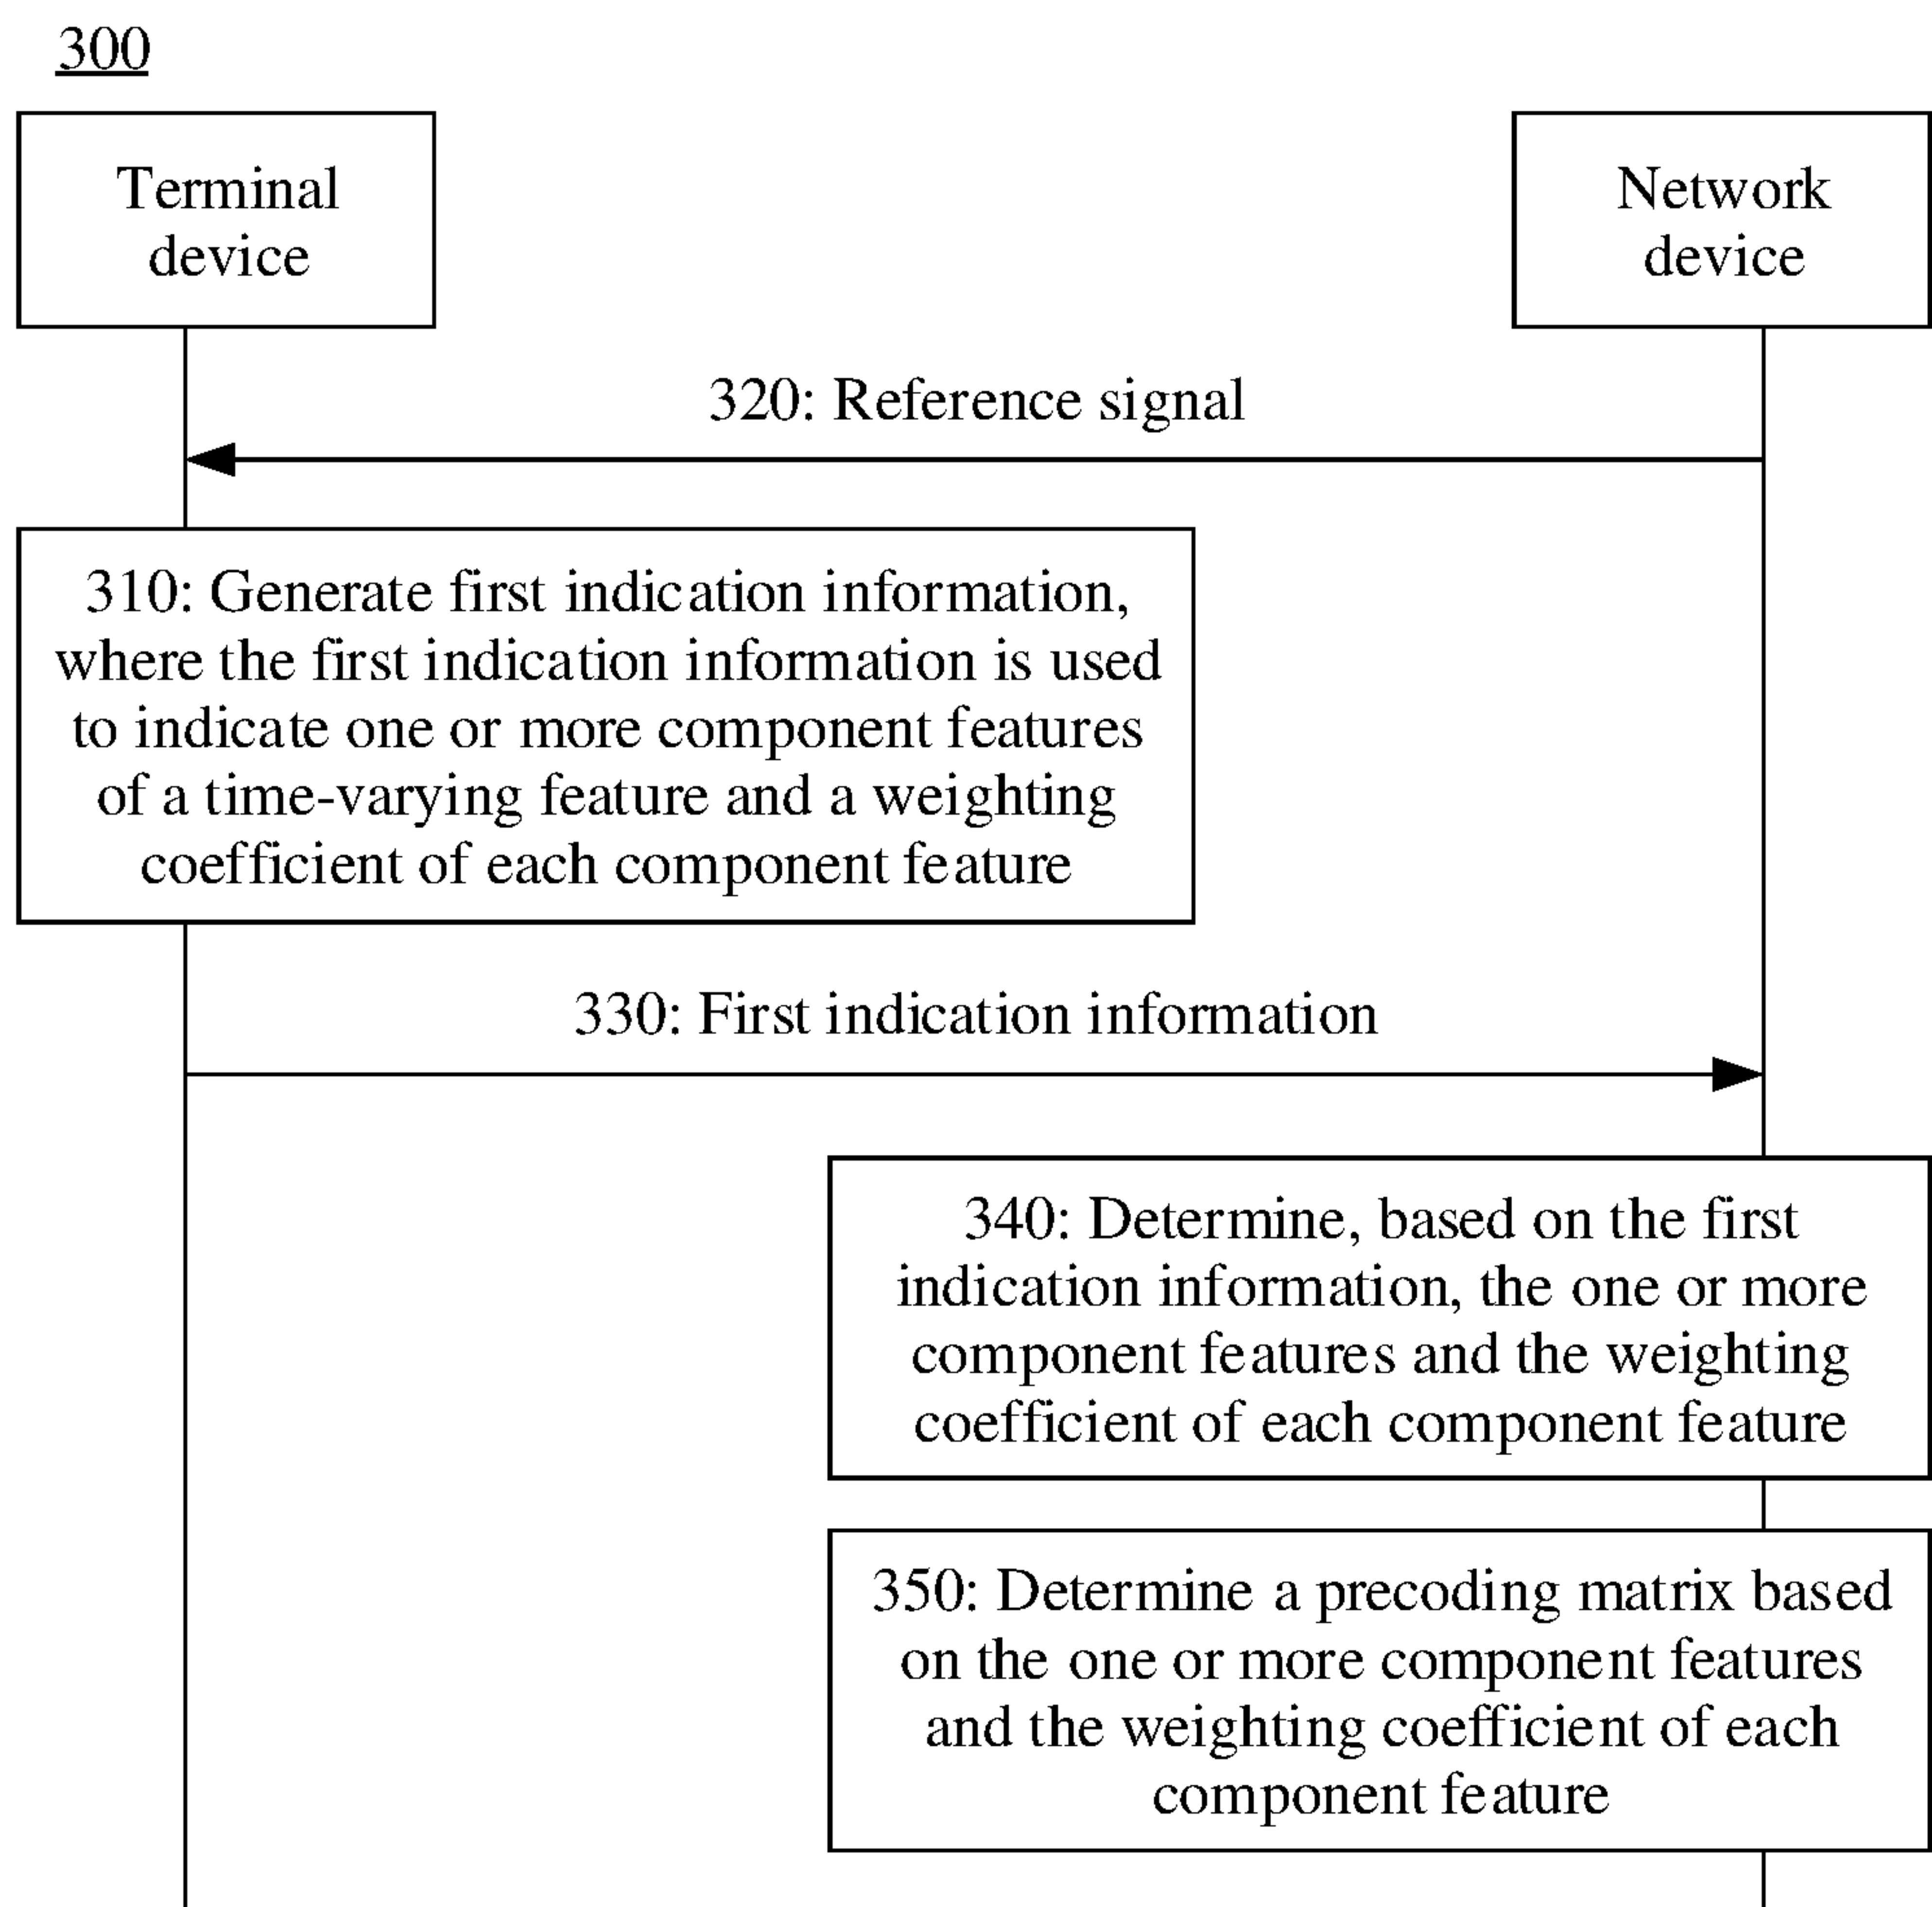 300
Terminal
device
Network
device
320: Reference signal
310: Generate first indication information,
where the first indication information is used
to indicate one or more component features
of a time-varying feature and a weighting
coefficient of each component feature
330: First indication information
340: Determine, based on the first
indication information, the one or more
component features and the weighting
coefficient of each component feature
350: Determine a precoding matrix based
on the one or more component features
and the weighting coefficient of each
component feature